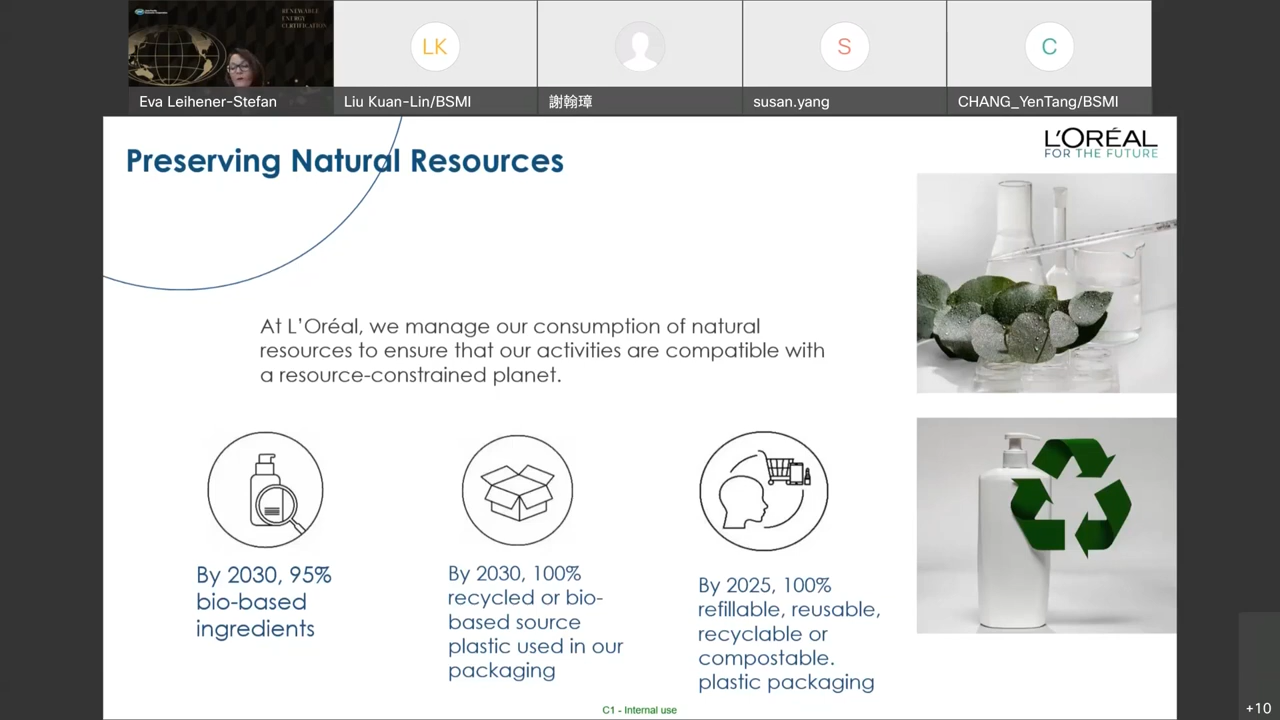 RENEWABLE
ENERGY
CERTIFICATION
LK
S
C
Eva Leihener-Stefan
Liu Kuan-Lin/BSMI
謝翰璋
susan.yang
CHANG_YenTang/BSMI
Preserving Natural Resources
L'ORÉAL
FOR THE FUTURE
At L'Oréal, we manage our consumption of natural
resources to ensure that our activities are compatible with
a resource-constrained planet.
By 2030, 95%
bio-based
ingredients
By 2030, 100%
recycled or bio-
based source
plastic used in our
packaging
By 2025, 100%
refillable, reusable,
recyclable or
compostable.
plastic packaging
C1 - Internal use
+10